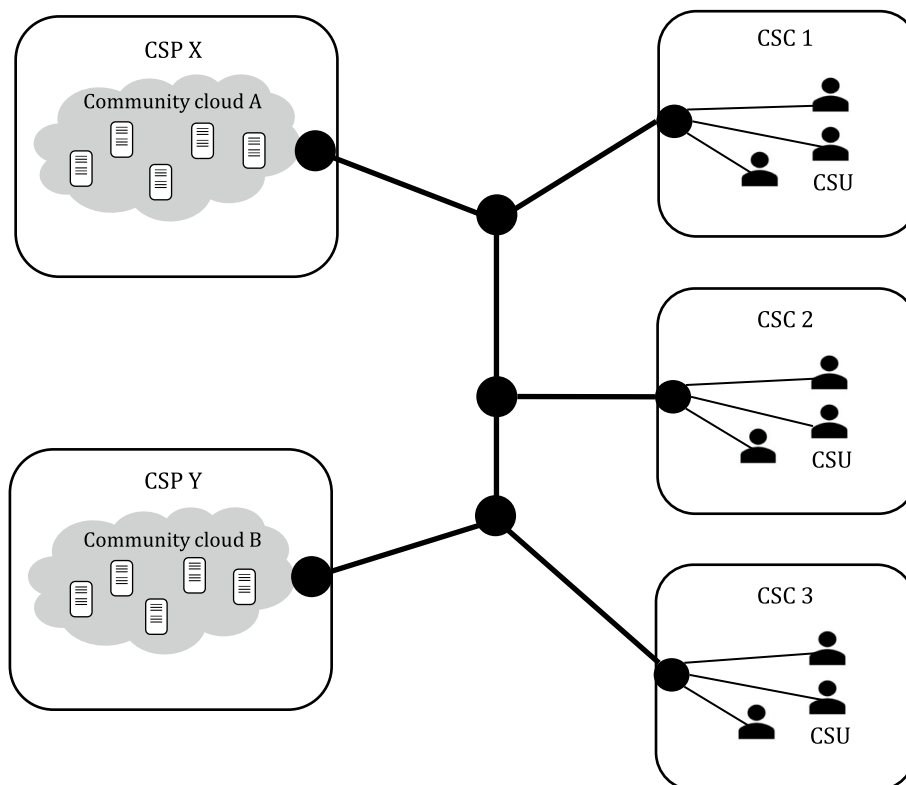 CSP X
Community cloud A
CSC 1
CSU
CSC 2
CSU
CSP Y
Community cloud B
CSC 3
CSU